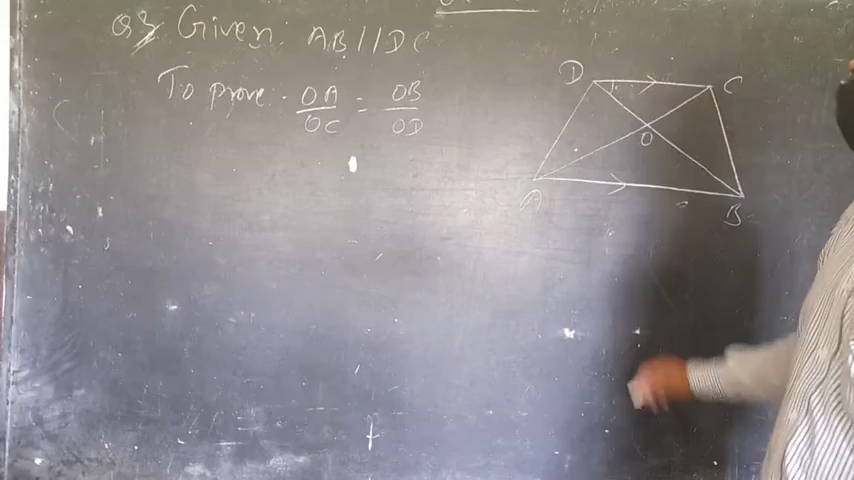 Q3 Given: AB // DC
To prove: OA/OC = OB/OD
D C
O
A B